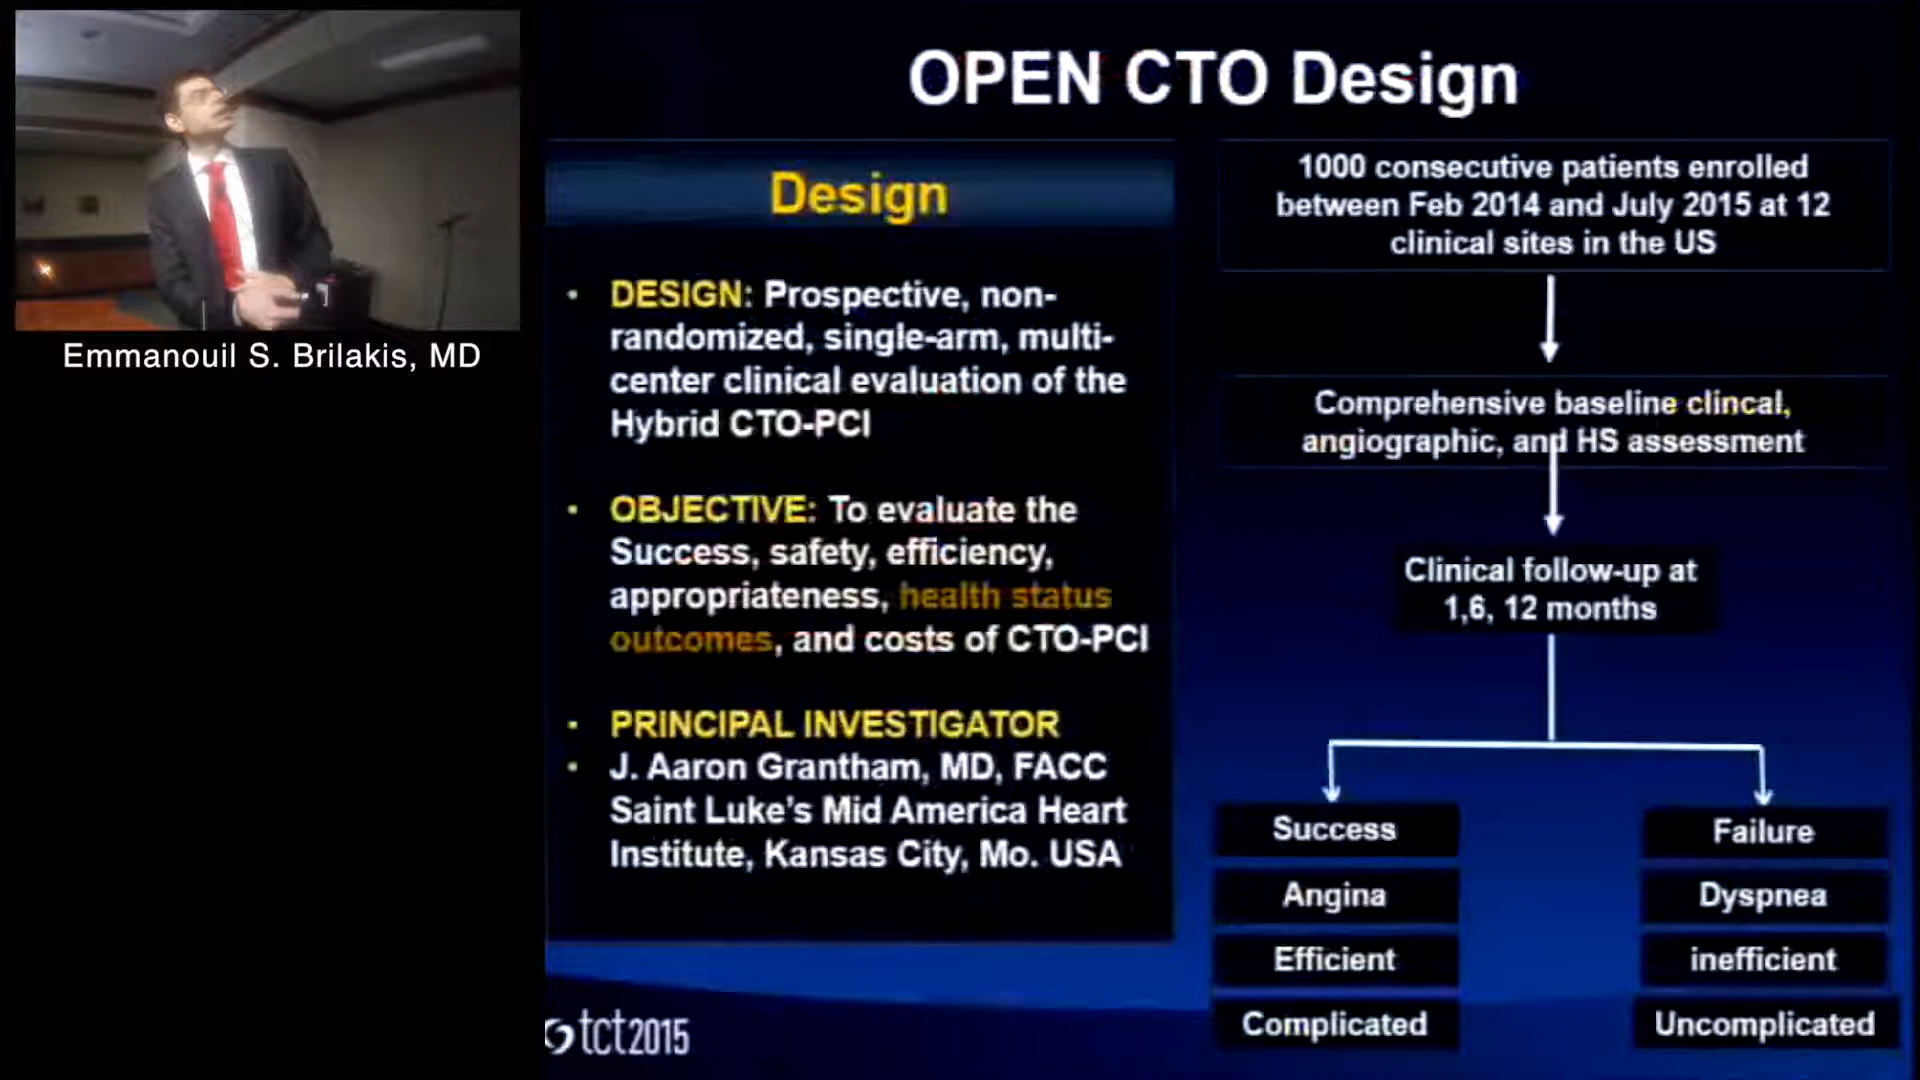 Emmanouil S. Brilakis, MD
OPEN CTO Design
Design
• DESIGN: Prospective, non-
randomized, single-arm, multi-
center clinical evaluation of the
Hybrid CTO-PCI
• OBJECTIVE: To evaluate the
Success, safety, efficiency,
appropriateness, health status
outcomes, and costs of CTO-PCI
• PRINCIPAL INVESTIGATOR
• J. Aaron Grantham, MD, FACC
Saint Luke's Mid America Heart
Institute, Kansas City, Mo. USA
1000 consecutive patients enrolled
between Feb 2014 and July 2015 at 12
clinical sites in the US
Comprehensive baseline clincal,
angiographic, and HS assessment
Clinical follow-up at
1,6, 12 months
Success
Failure
Angina
Dyspnea
Efficient
inefficient
Complicated
Uncomplicated
tct2015